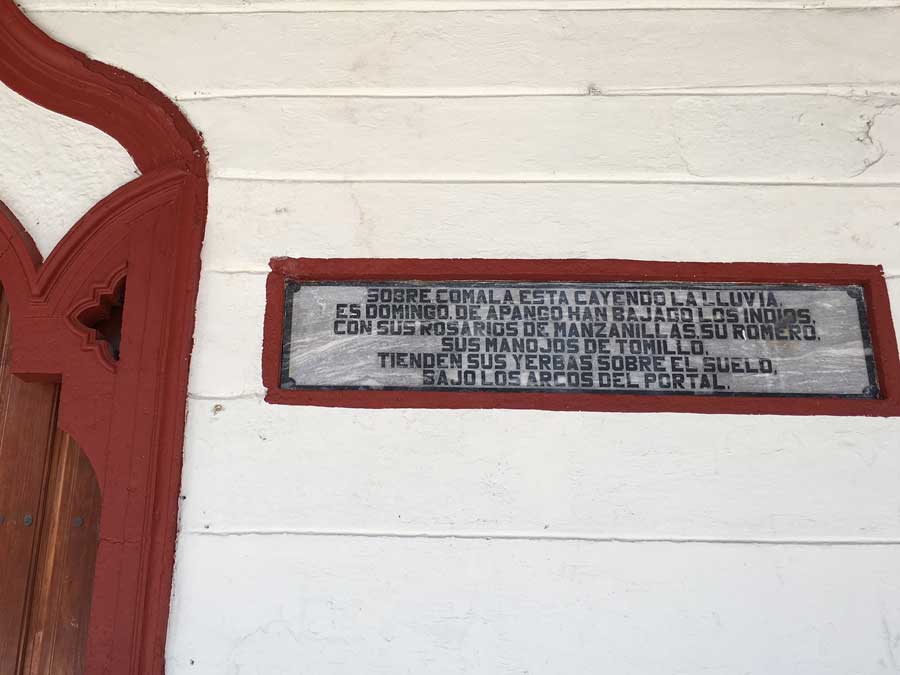 SOBRE COMALA ESTA CAYENDO LA LLUVIA.
ES DOMINGO. DE APANGO HAN BAJADO LOS INDIOS.
CON SUS ROSARIOS DE MANZANILLAS, SU ROMERO,
SUS MANOJOS DE TOMILLO.
TIENDEN SUS YERBAS SOBRE EL SUELO,
BAJO LOS ARCOS DEL PORTAL.